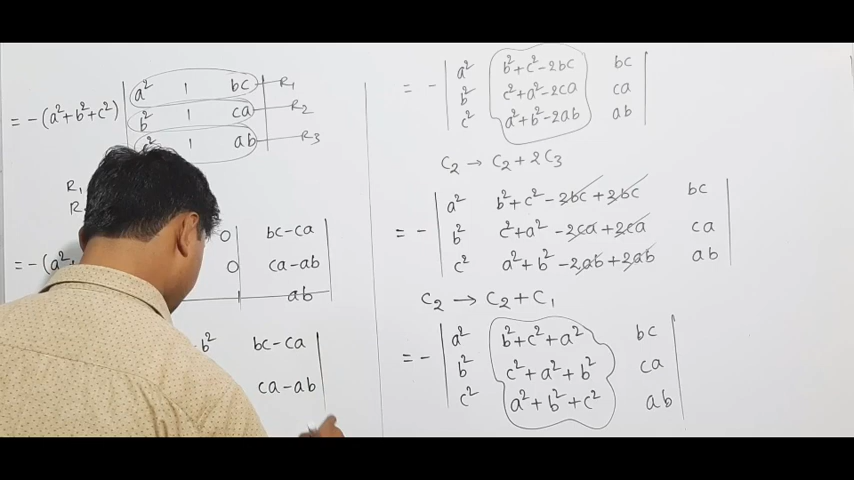 = - | a² b²+c²-2bc bc |
| b² c²+a²-2ca ca |
| c² a²+b²-2ab ab |
C₂ → C₂ + 2C₃
= - | a² b²+c²-2bc+2bc bc |
| b² c²+a²-2ca+2ca ca |
| c² a²+b²-2ab+2ab ab |
C₂ → C₂ + C₁
= - | a² b²+c²+a² bc |
| b² c²+a²+b² ca |
| c² a²+b²+c² ab |
= -(a²+b²+c²) | a² 1 bc | R₁
| b² 1 ca | R₂
| c² 1 ab | R₃
R₁
R
= -(a² 0 bc-ca |
0 ca-ab |
ab |
-b² bc-ca |
ca-ab |